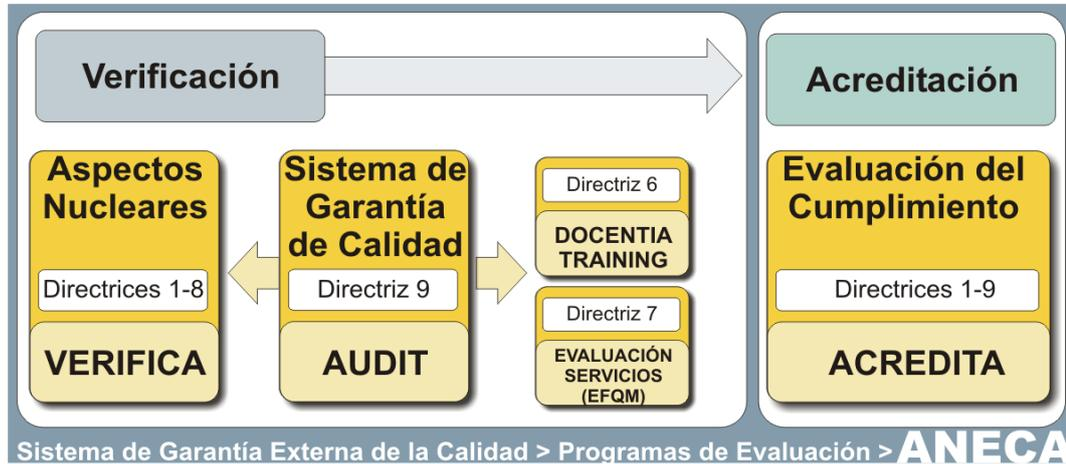 Verificación
Acreditación
Aspectos
Nucleares
Directrices 1-8
VERIFICA
Sistema de
Garantía
de Calidad
Directriz 9
AUDIT
Directriz 6
DOCENTIA
TRAINING
Directriz 7
EVALUACIÓN
SERVICIOS
(EFQM)
Evaluación del
Cumplimiento
Directrices 1-9
ACREDITA
Sistema de Garantía Externa de la Calidad > Programas de Evaluación > ANECA